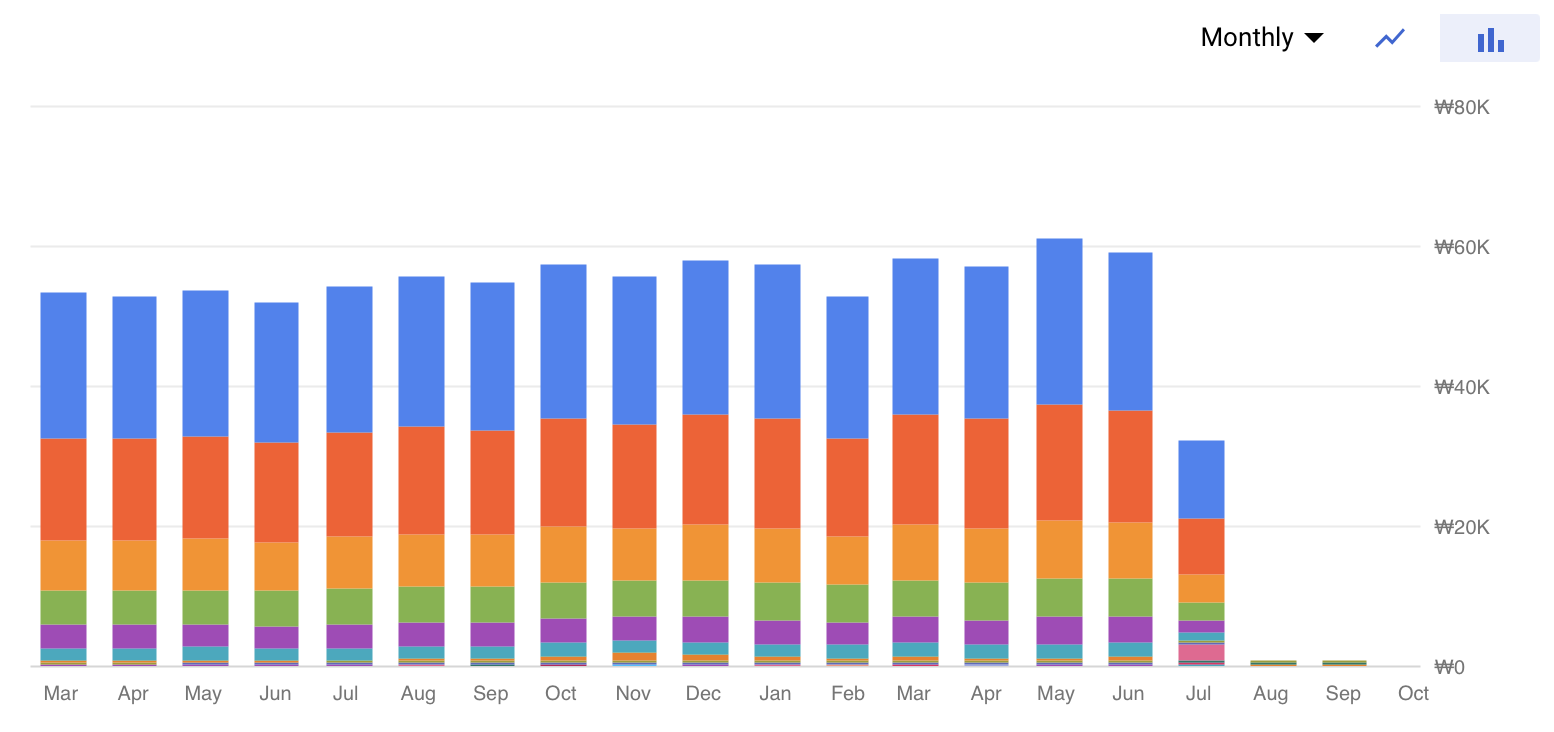 Monthly
₩80K
₩60K
₩40K
₩20K
₩0
Mar Apr May Jun Jul Aug Sep Oct Nov Dec Jan Feb Mar Apr May Jun Jul Aug Sep Oct